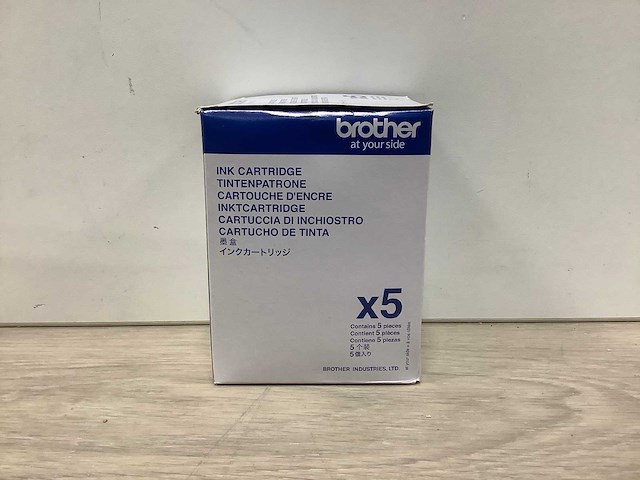 brother
at your side
INK CARTRIDGE
TINTENPATRONE
CARTOUCHE D'ENCRE
INKTCARTRIDGE
CARTUCCIA DI INCHIOSTRO
CARTUCHO DE TINTA
墨盒
インクカートリッジ
x5
Contains 5 pieces
Contient 5 pièces
Contiene 5 piezas
5个装
5個入り
BROTHER INDUSTRIES, LTD.